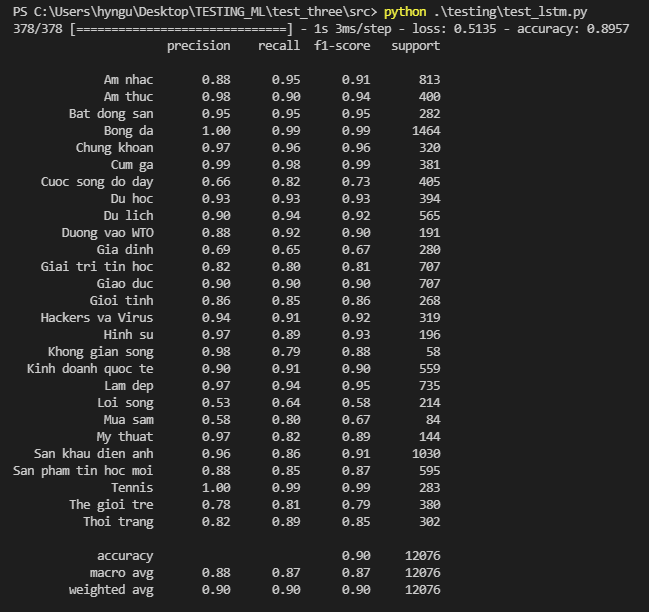 PS C:\Users\hyngu\Desktop\TESTING_ML\test_three\src> python .\testing\test_lstm.py
378/378 [==============================] - 1s 3ms/step - loss: 0.5135 - accuracy: 0.8957
precision recall f1-score support
Am nhac 0.88 0.95 0.91 813
Am thuc 0.98 0.90 0.94 400
Bat dong san 0.95 0.95 0.95 282
Bong da 1.00 0.99 0.99 1464
Chung khoan 0.97 0.96 0.96 320
Cum ga 0.99 0.98 0.99 381
Cuoc song do day 0.66 0.82 0.73 405
Du hoc 0.93 0.93 0.93 394
Du lich 0.90 0.94 0.92 565
Duong vao WTO 0.88 0.92 0.90 191
Gia dinh 0.69 0.65 0.67 280
Giai tri tin hoc 0.82 0.80 0.81 707
Giao duc 0.90 0.90 0.90 707
Gioi tinh 0.86 0.85 0.86 268
Hackers va Virus 0.94 0.91 0.92 319
Hinh su 0.97 0.89 0.93 196
Khong gian song 0.98 0.79 0.88 58
Kinh doanh quoc te 0.90 0.91 0.90 559
Lam dep 0.97 0.94 0.95 735
Loi song 0.53 0.64 0.58 214
Mua sam 0.58 0.80 0.67 84
My thuat 0.97 0.82 0.89 144
San khau dien anh 0.96 0.86 0.91 1030
San pham tin hoc moi 0.88 0.85 0.87 595
Tennis 1.00 0.99 0.99 283
The gioi tre 0.78 0.81 0.79 380
Thoi trang 0.82 0.89 0.85 302
accuracy 0.90 12076
macro avg 0.88 0.87 0.87 12076
weighted avg 0.90 0.90 0.90 12076